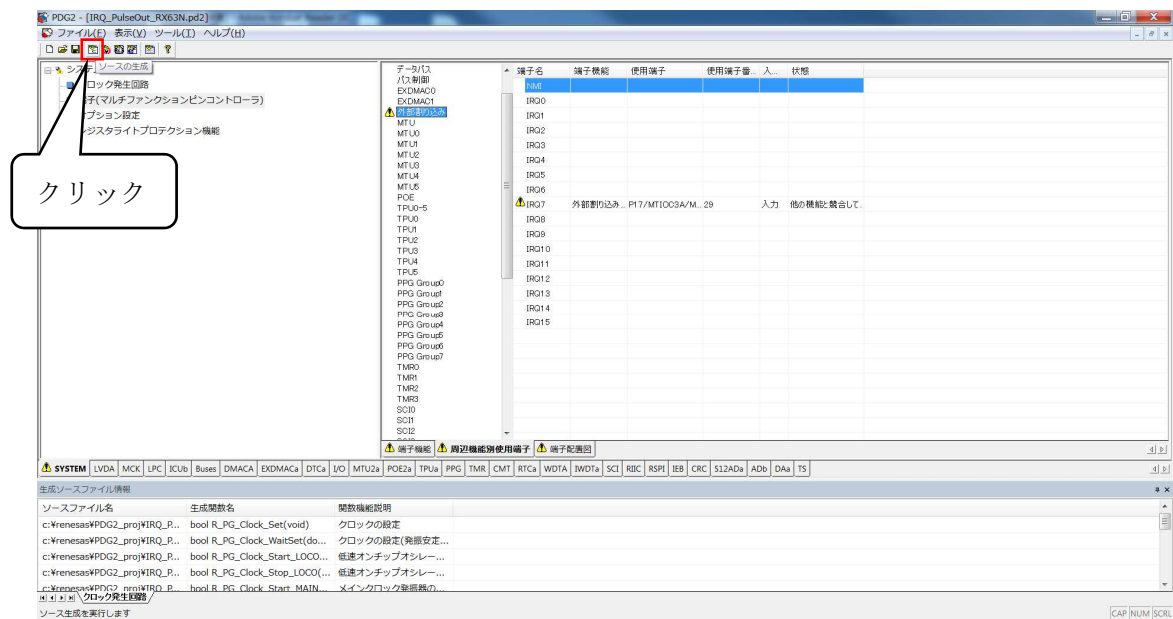 PDG2 - [IRQ_PulseOut_RX63N.pd2]
ファイル(F) 表示(V) ツール(T) ヘルプ(H)
ソースの生成
クロック発生回路
端子(マルチファンクションピンコントローラ)
オプション設定
レジスタライトプロテクション機能
クリック
データバス
バス制御
EXDMAC0
EXDMAC1
外部割り込み
MTU
MTU0
MTU1
MTU2
MTU3
MTU4
MTU5
POE
TPU0-5
TPU0
TPU1
TPU2
TPU3
TPU4
TPU5
PPG Group0
PPG Group1
PPG Group2
PPG Group3
PPG Group4
PPG Group5
PPG Group6
PPG Group7
TMR0
TMR1
TMR2
TMR3
SCI0
SCI1
SCI2
端子名 端子機能 使用端子 使用端子番... 入... 状態
NMI
IRQ0
IRQ1
IRQ2
IRQ3
IRQ4
IRQ5
IRQ6
IRQ7 外部割り込み... P17/MTIOC3A/M... 29 入力 他の機能と競合して.
IRQ8
IRQ9
IRQ10
IRQ11
IRQ12
IRQ13
IRQ14
IRQ15
端子機能 周辺機能別使用端子 端子配置図
SYSTEM LVDA MCK LPC ICUb Buses DMACA EXDMACa DTCa I/O MTU2a POE2a TPUa PPG TMR CMT RTCa WDTA IWDTa SCI RIIC RSPI IEB CRC S12ADa ADb DAa TS
生成ソースファイル情報
ソースファイル名 生成関数名 関数機能説明
c:¥renesas¥PDG2_proj¥IRQ_P... bool R_PG_Clock_Set(void) クロックの設定
c:¥renesas¥PDG2_proj¥IRQ_P... bool R_PG_Clock_WaitSet(do... クロックの設定(発振安定...
c:¥renesas¥PDG2_proj¥IRQ_P... bool R_PG_Clock_Start_LOCO... 低速オンチップオシレー...
c:¥renesas¥PDG2_proj¥IRQ_P... bool R_PG_Clock_Stop_LOCO(... 低速オンチップオシレー...
c:¥renesas¥PDG2_proj¥IRQ_P... bool R_PG_Clock_Start_MAIN... メインクロック発振器の...
クロック発生回路
ソース生成を実行します
CAP NUM SCRL